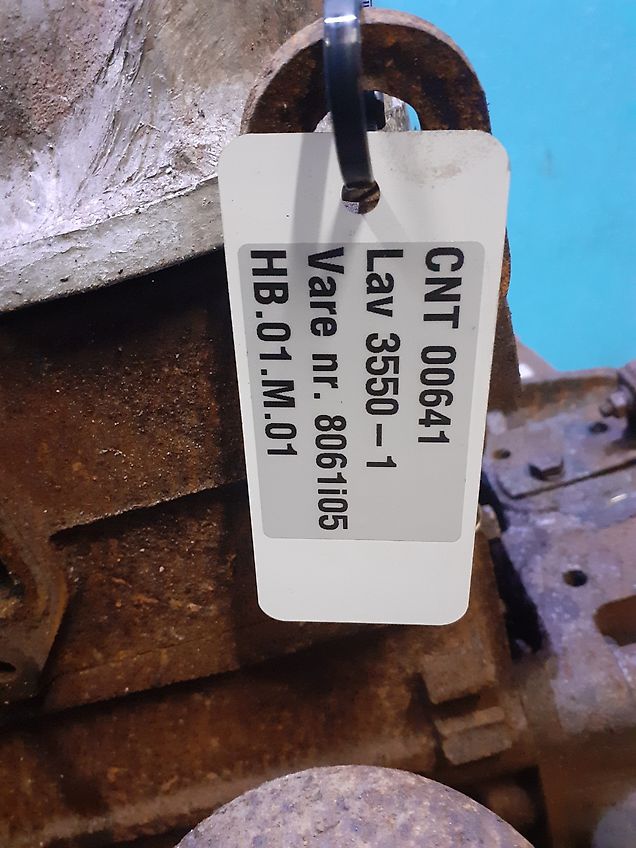 CNT 00641
Lav 3550-1
Vare nr. 8061i05
HB.01.M.01